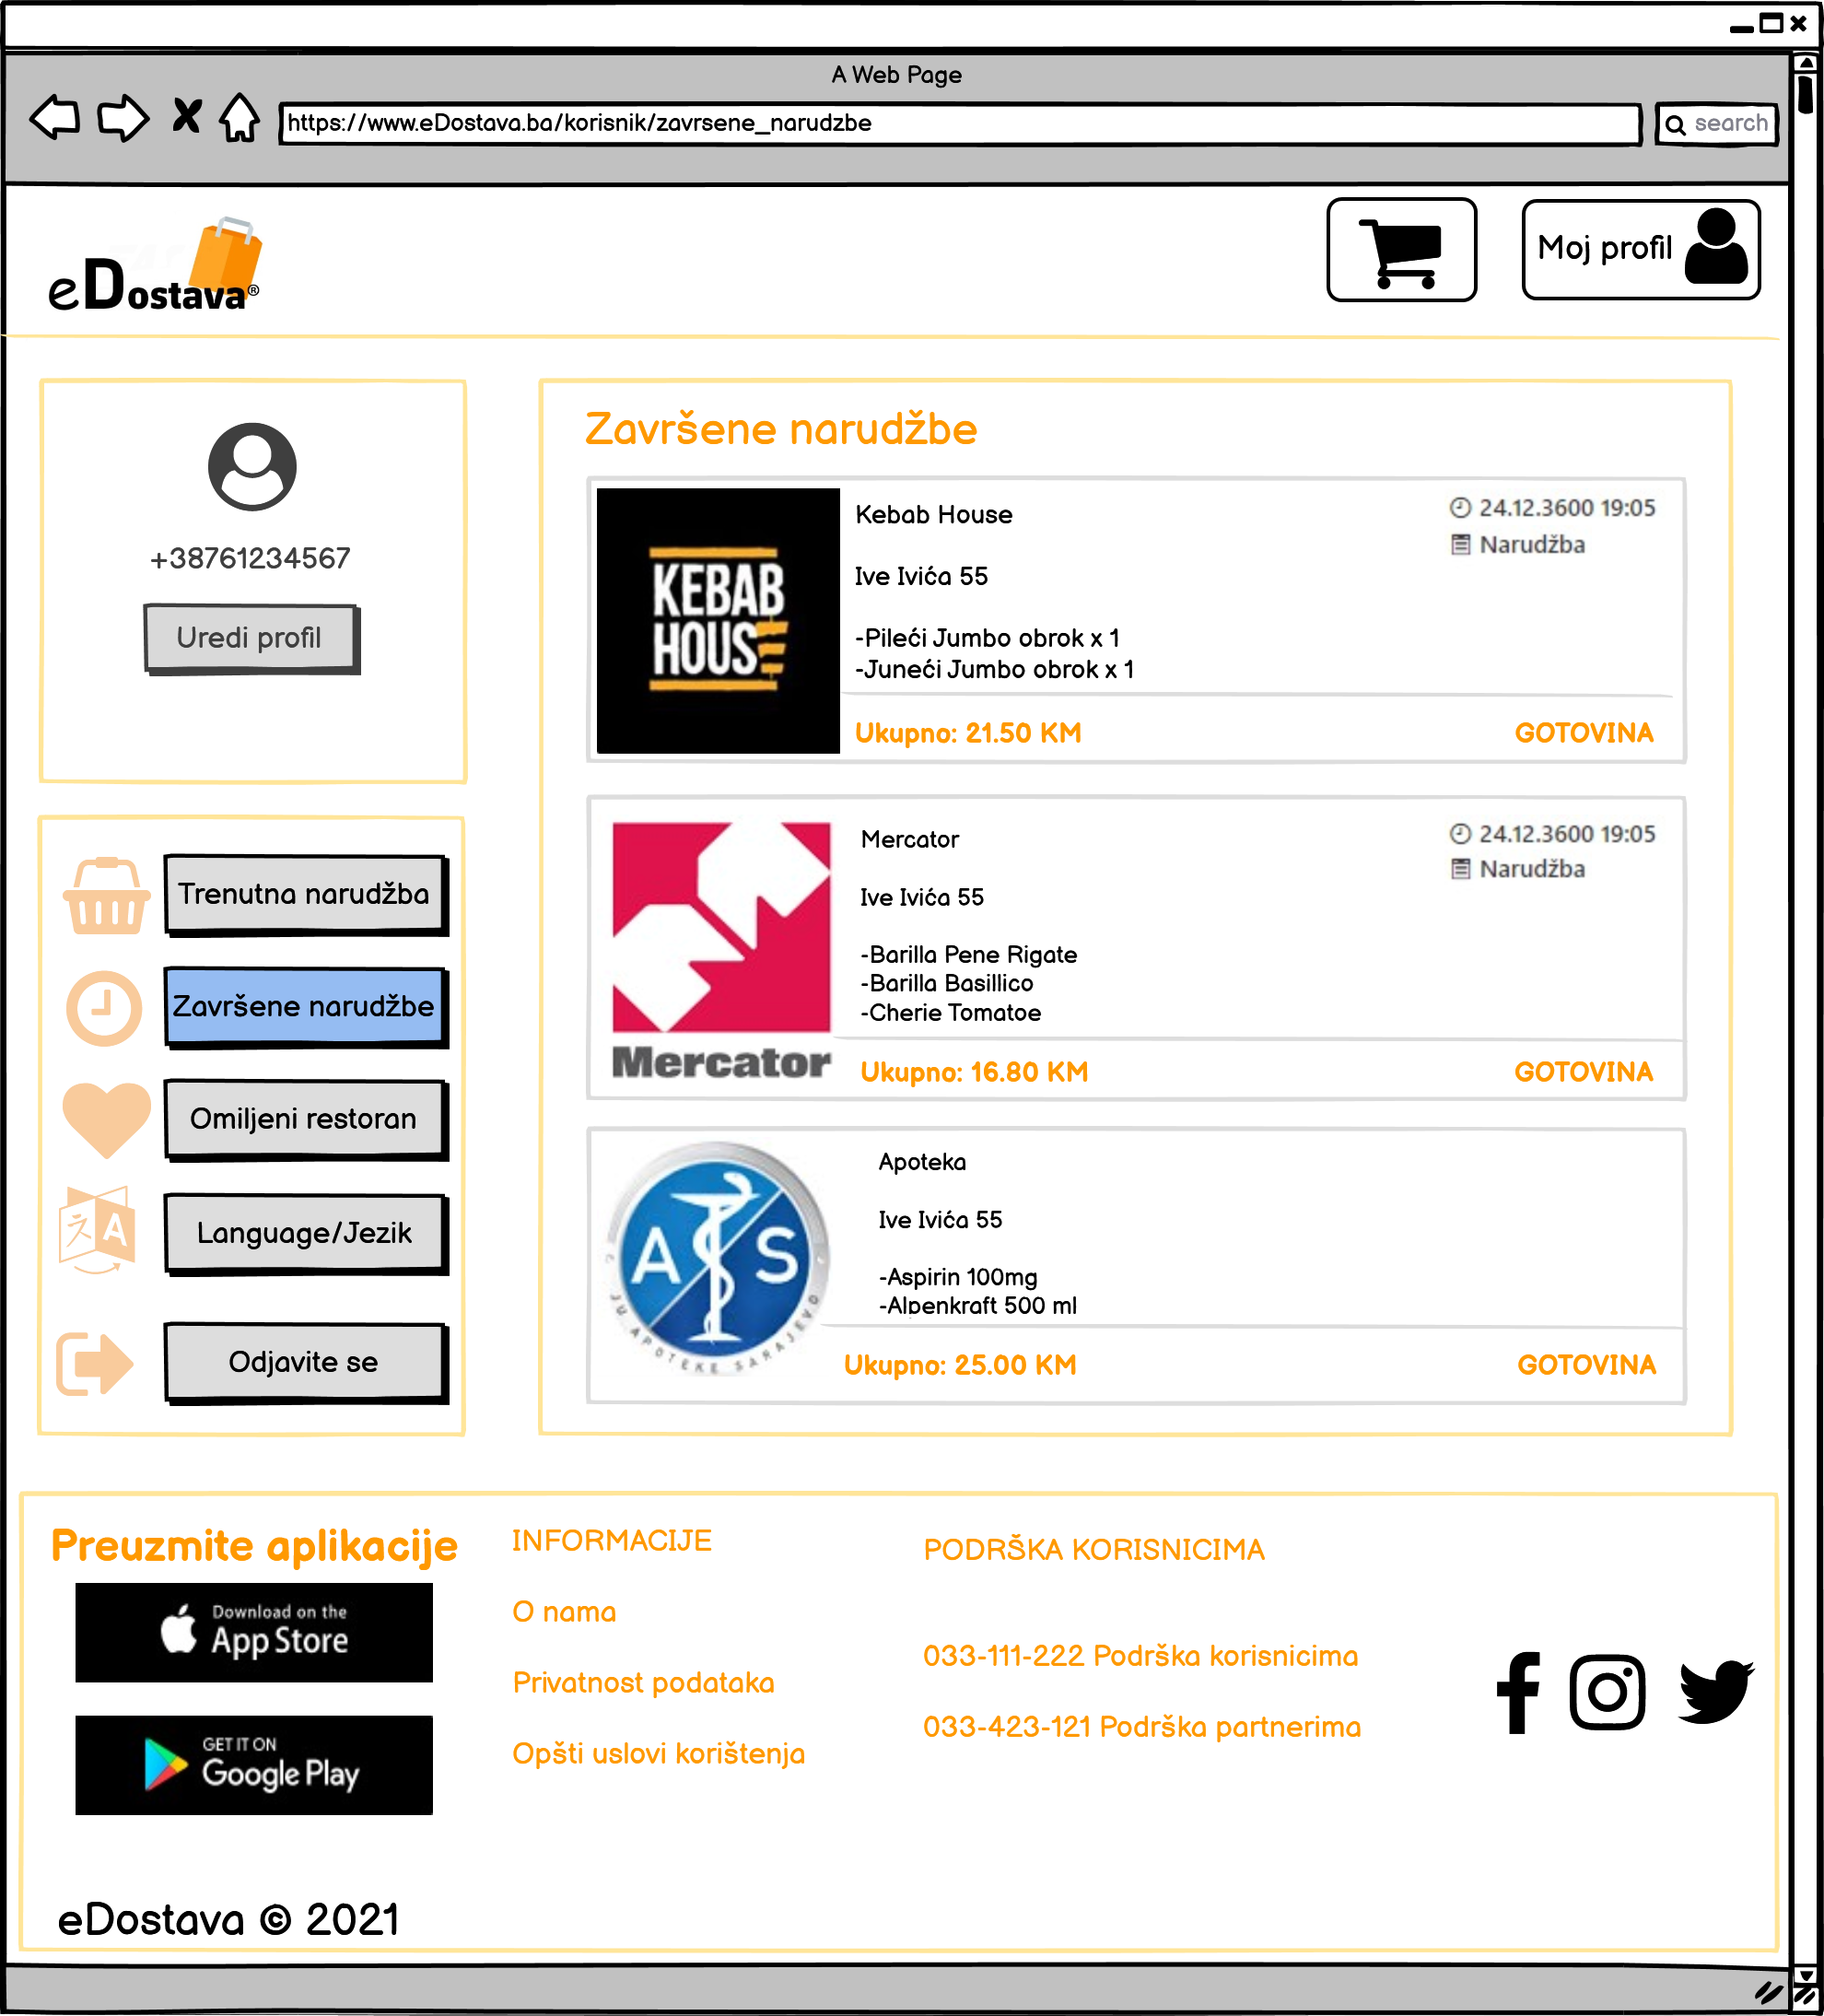 A Web Page
https://www.eDostava.ba/korisnik/zavrsene_narudzbe
search
eDostava®
Moj profil
+38761234567
Uredi profil
Trenutna narudžba
Završene narudžbe
Omiljeni restoran
Language/Jezik
Odjavite se
Završene narudžbe
KEBAB
HOUSE
Kebab House
24.12.3600 19:05
Narudžba
Ive Ivića 55
-Pileći Jumbo obrok x 1
-Juneći Jumbo obrok x 1
Ukupno: 21.50 KM
GOTOVINA
Mercator
Mercator
24.12.3600 19:05
Narudžba
Ive Ivića 55
-Barilla Pene Rigate
-Barilla Basillico
-Cherie Tomatoe
Ukupno: 16.80 KM
GOTOVINA
A S
JU APOTEKE SARAJEVO
Apoteka
Ive Ivića 55
-Aspirin 100mg
-Alpenkraft 500 ml
Ukupno: 25.00 KM
GOTOVINA
Preuzmite aplikacije
Download on the
App Store
GET IT ON
Google Play
INFORMACIJE
O nama
Privatnost podataka
Opšti uslovi korištenja
PODRŠKA KORISNICIMA
033-111-222 Podrška korisnicima
033-423-121 Podrška partnerima
eDostava © 2021